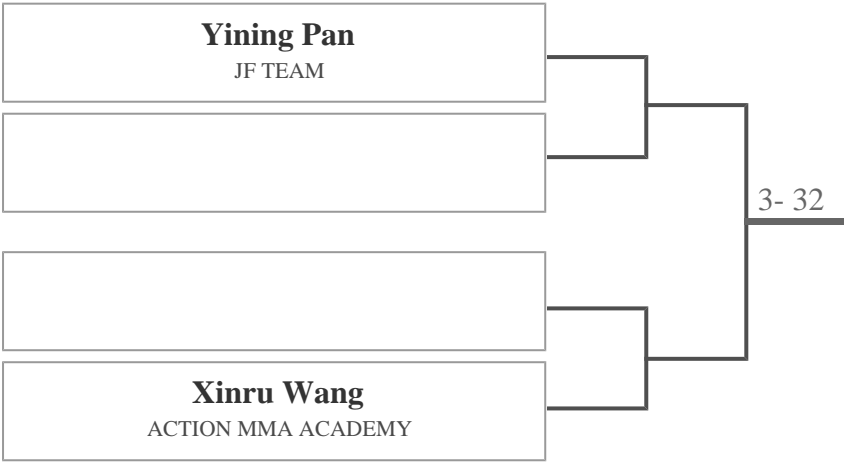 Yining Pan
JF TEAM
3- 32
Xinru Wang
ACTION MMA ACADEMY